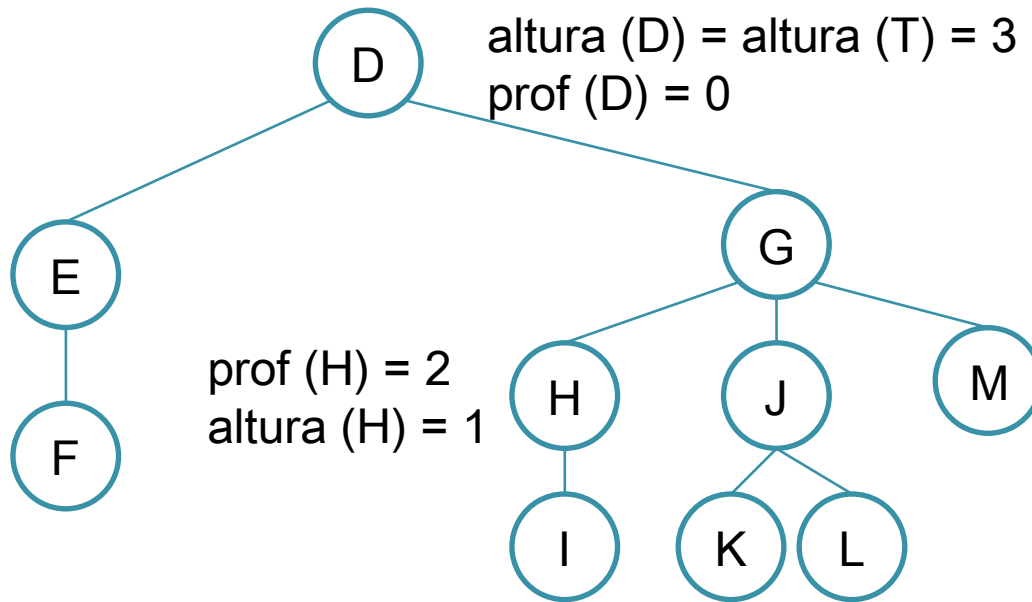 D
altura (D) = altura (T) = 3
prof (D) = 0
E
G
prof (H) = 2
altura (H) = 1
H
J
M
F
I
K
L